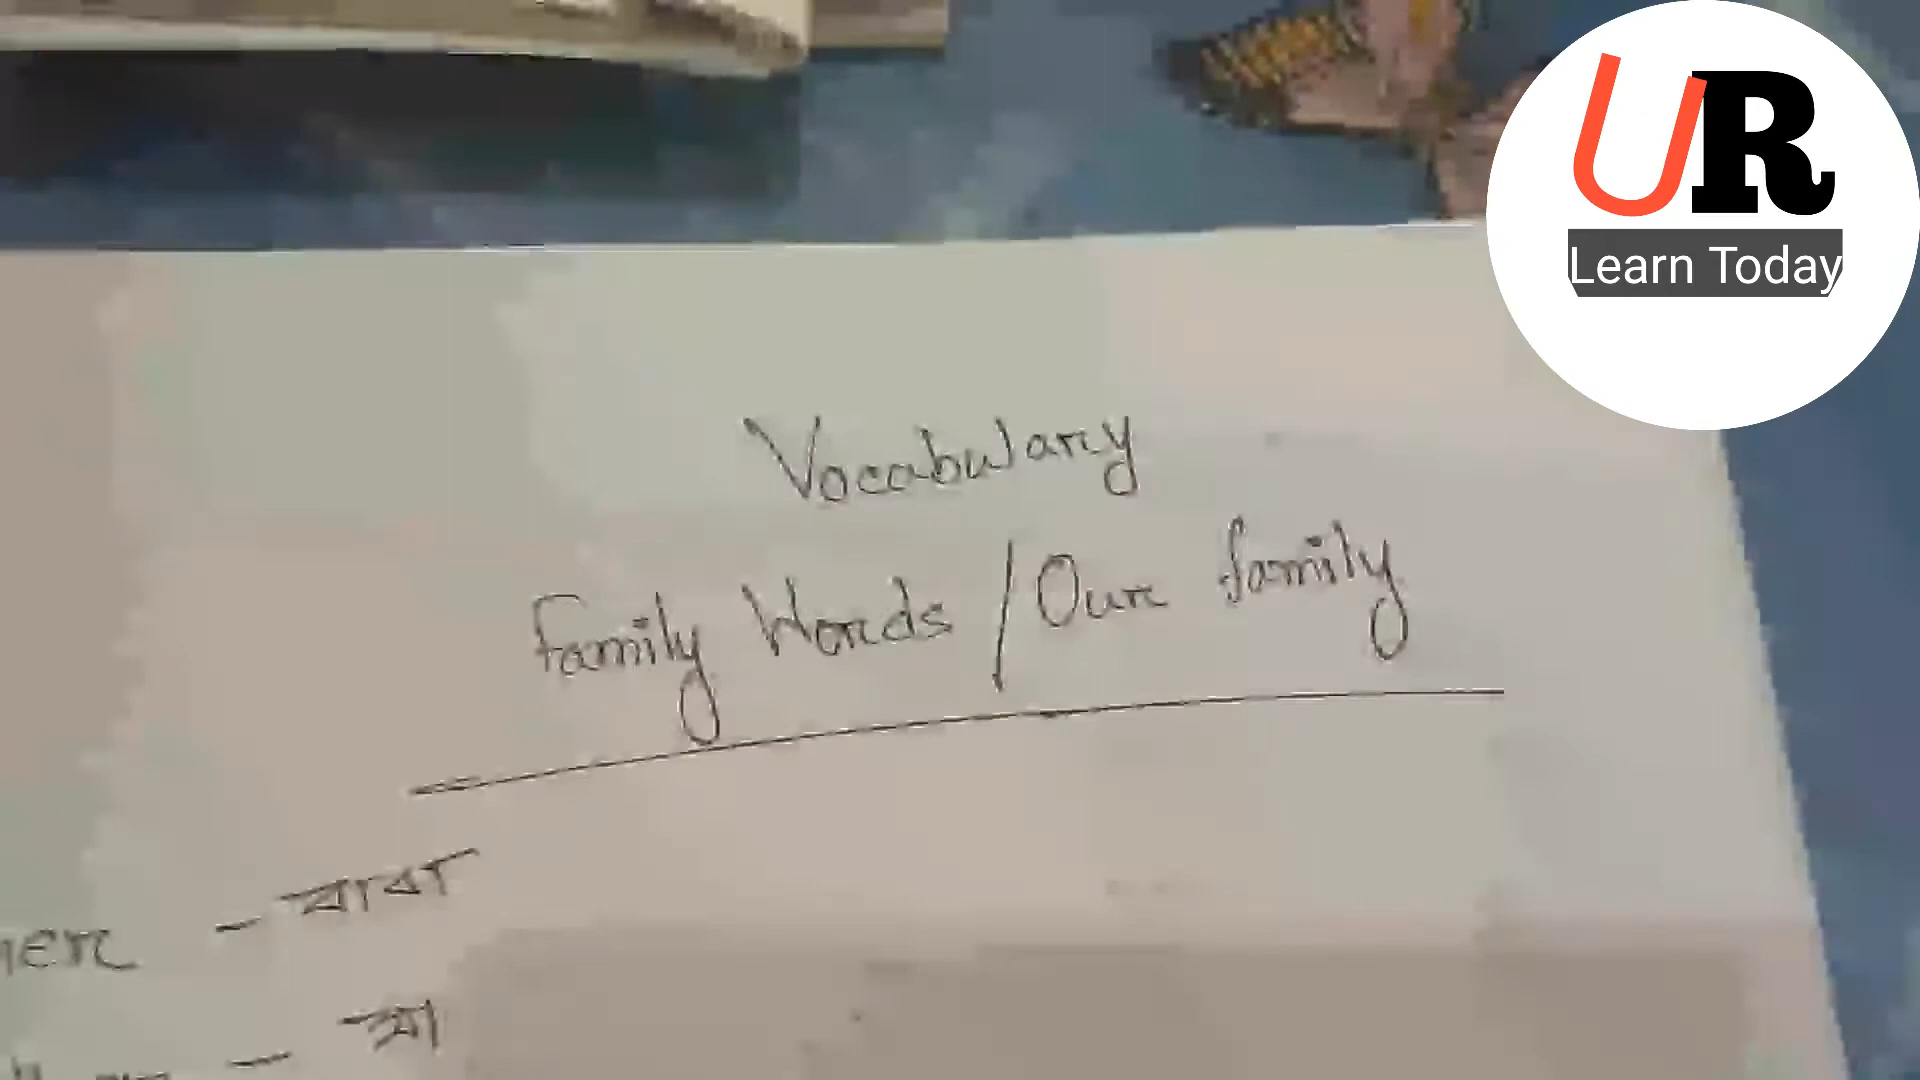 UR
Learn Today
Vocabulary
Family Words / Our family
- বাবা
- মা